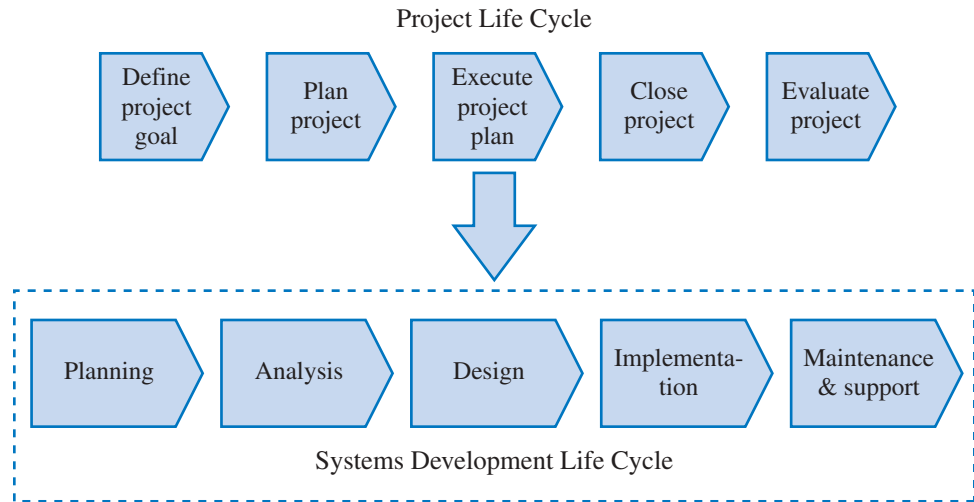 Project Life Cycle
Define
project
goal
Plan
project
Execute
project
plan
Close
project
Evaluate
project
Planning
Analysis
Design
Implementa-
tion
Maintenance
& support
Systems Development Life Cycle